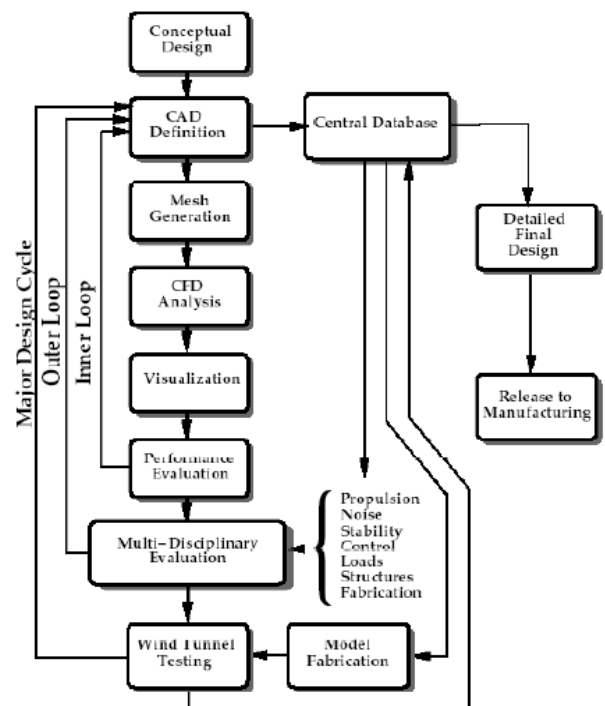 Conceptual
Design
CAD
Definition
Central Database
Mesh
Generation
Detailed
Final
Design
CFD
Analysis
Visualization
Release to
Manufacturing
Performance
Evaluation
Multi-Disciplinary
Evaluation
Propulsion
Noise
Stability
Control
Loads
Structures
Fabrication
Wind Tunnel
Testing
Model
Fabrication
Major Design Cycle
Outer Loop
Inner Loop